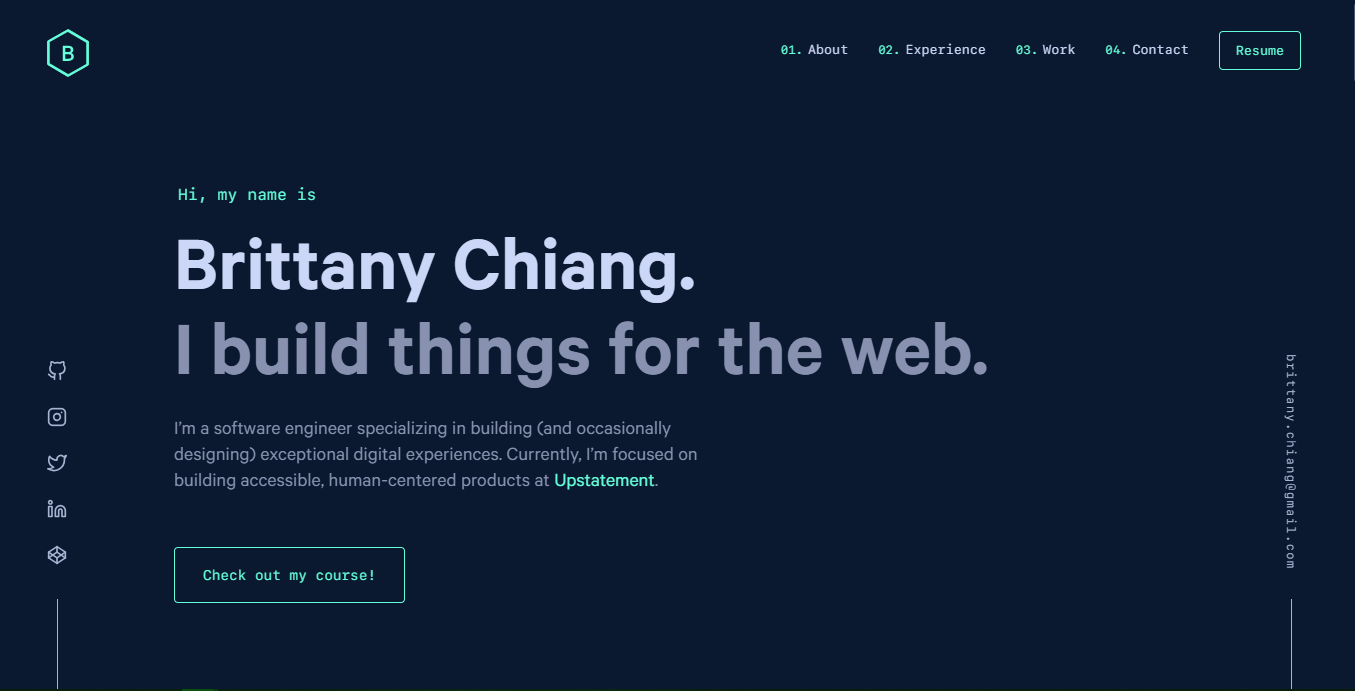 B
01. About 02. Experience 03. Work 04. Contact Resume
Hi, my name is
Brittany Chiang.
I build things for the web.
I'm a software engineer specializing in building (and occasionally
designing) exceptional digital experiences. Currently, I'm focused on
building accessible, human-centered products at Upstatement.
Check out my course!
brittany.chiang@gmail.com